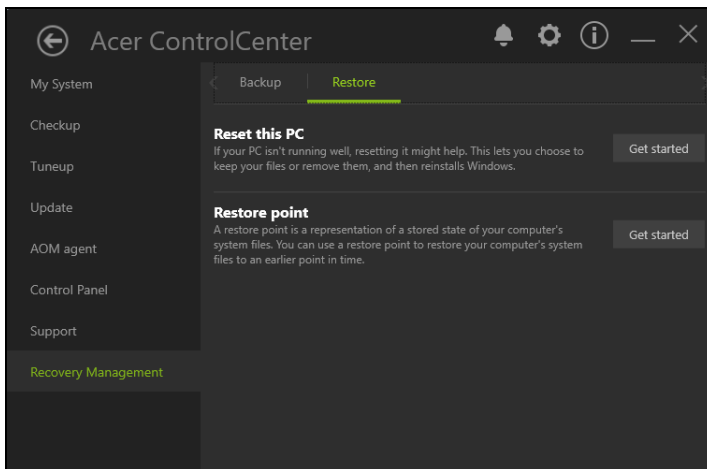 Acer ControlCenter
My System
Checkup
Tuneup
Update
AOM agent
Control Panel
Support
Recovery Management
Backup
Restore
Reset this PC
If your PC isn't running well, resetting it might help. This lets you choose to
keep your files or remove them, and then reinstalls Windows.
Get started
Restore point
A restore point is a representation of a stored state of your computer's
system files. You can use a restore point to restore your computer's system
files to an earlier point in time.
Get started